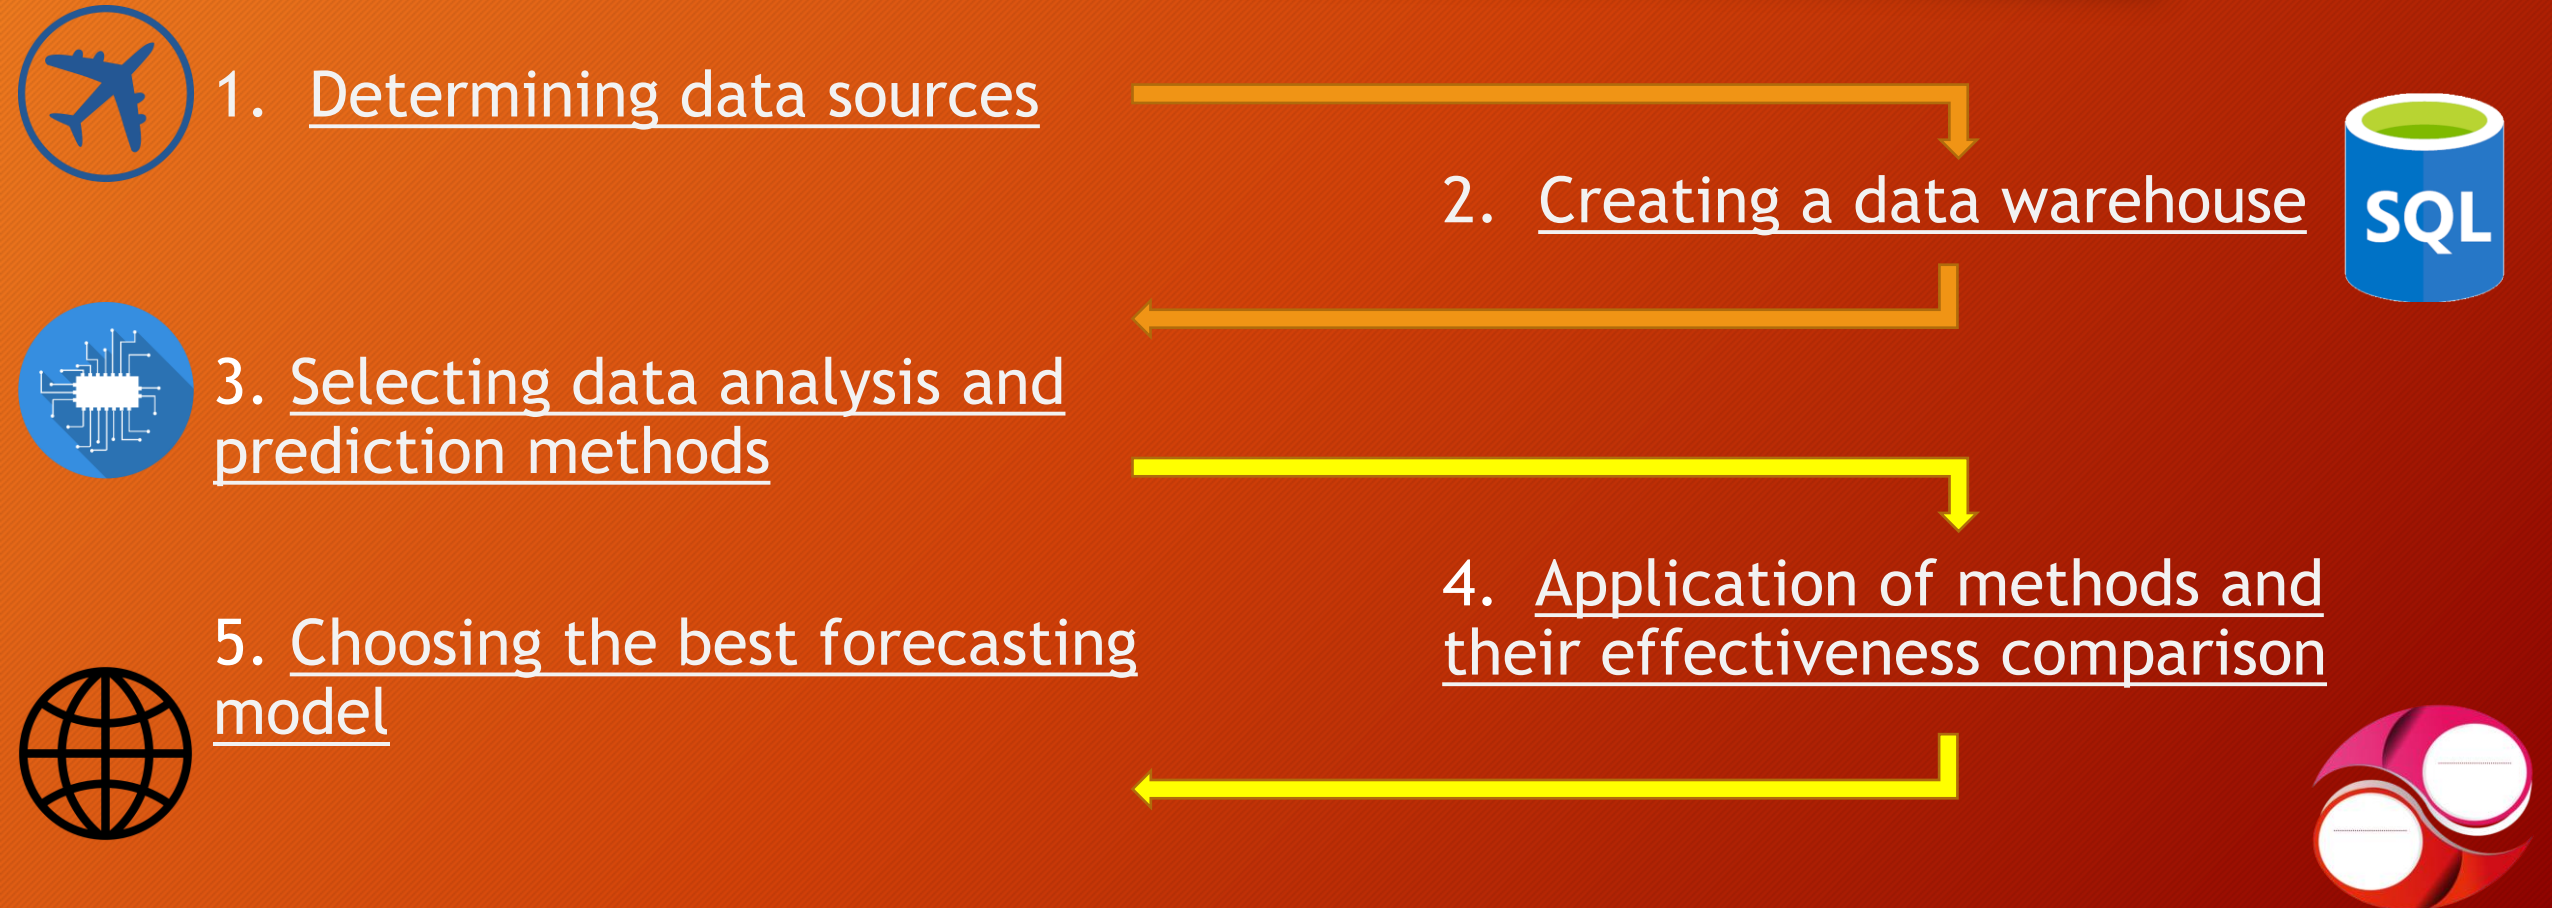 1. Determining data sources
2. Creating a data warehouse
SQL
3. Selecting data analysis and
prediction methods
4. Application of methods and
their effectiveness comparison
5. Choosing the best forecasting
model